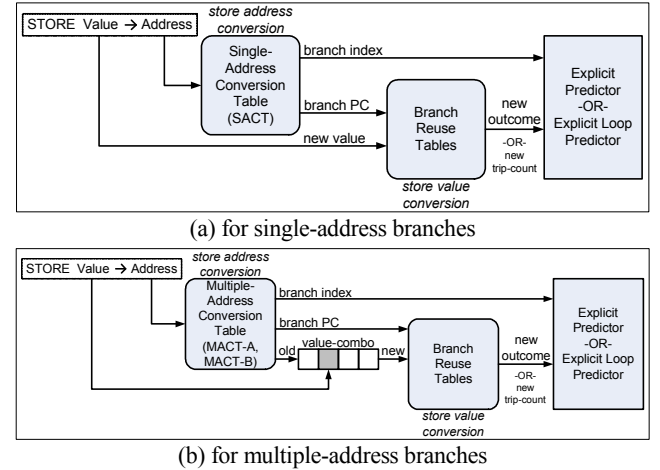 STORE Value → Address
store address
conversion
Single-
Address
Conversion
Table
(SACT)
branch index
branch PC
new value
Branch
Reuse
Tables
store value
conversion
new
outcome
-OR-
new
trip-count
Explicit
Predictor
-OR-
Explicit Loop
Predictor
(a) for single-address branches
STORE Value → Address
store address
conversion
Multiple-
Address
Conversion
Table
(MACT-A,
MACT-B)
branch index
branch PC
old
value-combo
new
Branch
Reuse
Tables
store value
conversion
new
outcome
-OR-
new
trip-count
Explicit
Predictor
-OR-
Explicit Loop
Predictor
(b) for multiple-address branches